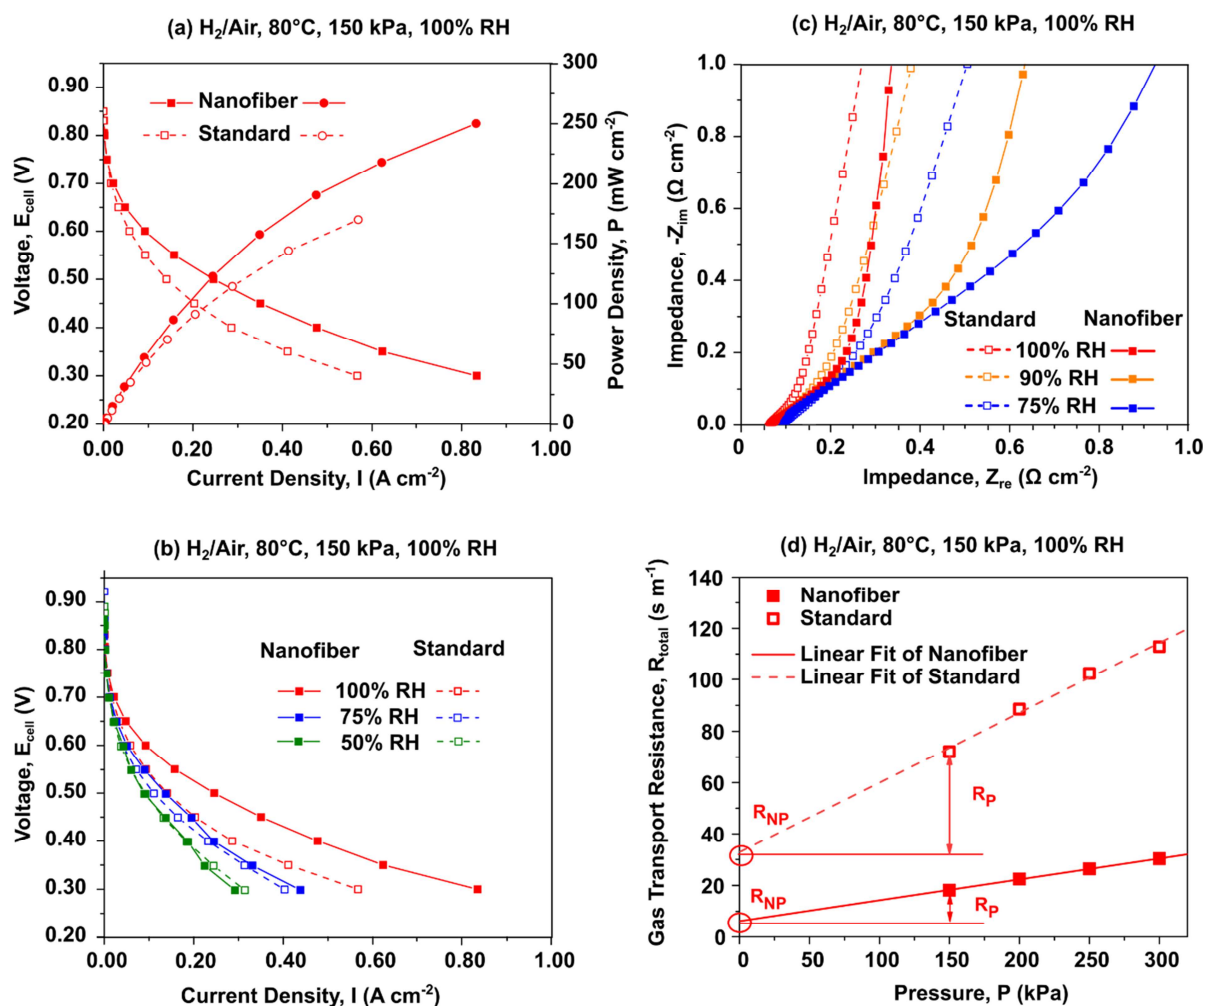 (a) H₂/Air, 80°C, 150 kPa, 100% RH
Voltage, E_cell (V)
0.90
0.80
0.70
0.60
0.50
0.40
0.30
0.20
Nanofiber
Standard
300
250
200
150
100
50
0
Power Density, P (mW cm⁻²)
0.00 0.20 0.40 0.60 0.80 1.00
Current Density, I (A cm⁻²)
(c) H₂/Air, 80°C, 150 kPa, 100% RH
Impedance, -Z_im (Ω cm⁻²)
1.0
0.8
0.6
0.4
0.2
0.0
Standard Nanofiber
100% RH
90% RH
75% RH
0 0.2 0.4 0.6 0.8 1.0
Impedance, Z_re (Ω cm⁻²)
(b) H₂/Air, 80°C, 150 kPa, 100% RH
Voltage, E_cell (V)
0.90
0.80
0.70
0.60
0.50
0.40
0.30
0.20
Nanofiber Standard
100% RH
75% RH
50% RH
0.00 0.20 0.40 0.60 0.80 1.00
Current Density, I (A cm⁻²)
(d) H₂/Air, 80°C, 150 kPa, 100% RH
Gas Transport Resistance, R_total (s m⁻¹)
140
120
100
80
60
40
20
0
Nanofiber
Standard
Linear Fit of Nanofiber
Linear Fit of Standard
R_NP
R_P
R_NP
R_P
0 50 100 150 200 250 300
Pressure, P (kPa)